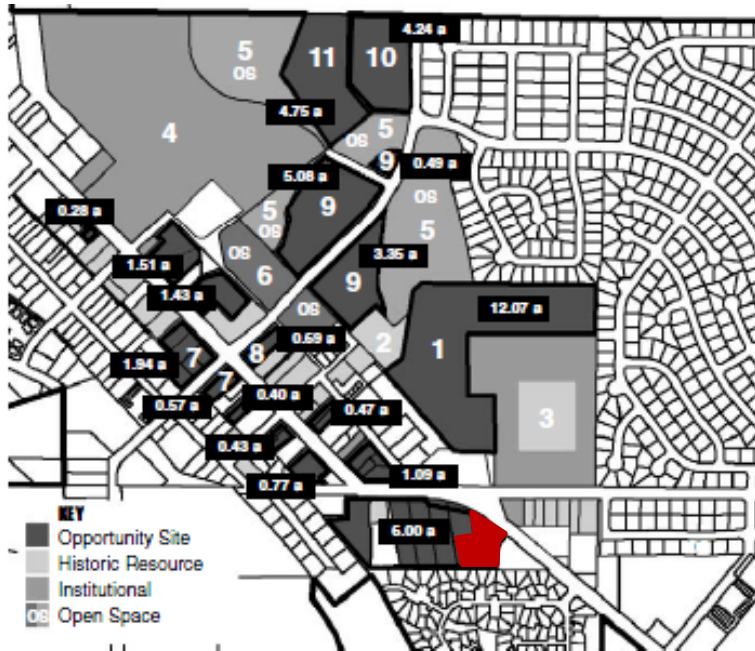 4.24 a
5
OS
11
10
4
4.75 a
5
OS
5.08 a
9
0.49 a
9
OS
5
0.28 a
5
OS
OS
6
3.35 a
9
1.51 a
1.43 a
OS
12.07 a
0.69 a
2
1
8
7
1.94 a
7
0.40 a
3
0.57 a
0.47 a
0.43 a
1.09 a
0.77 a
6.00 a
KEY
Opportunity Site
Historic Resource
Institutional
OS Open Space